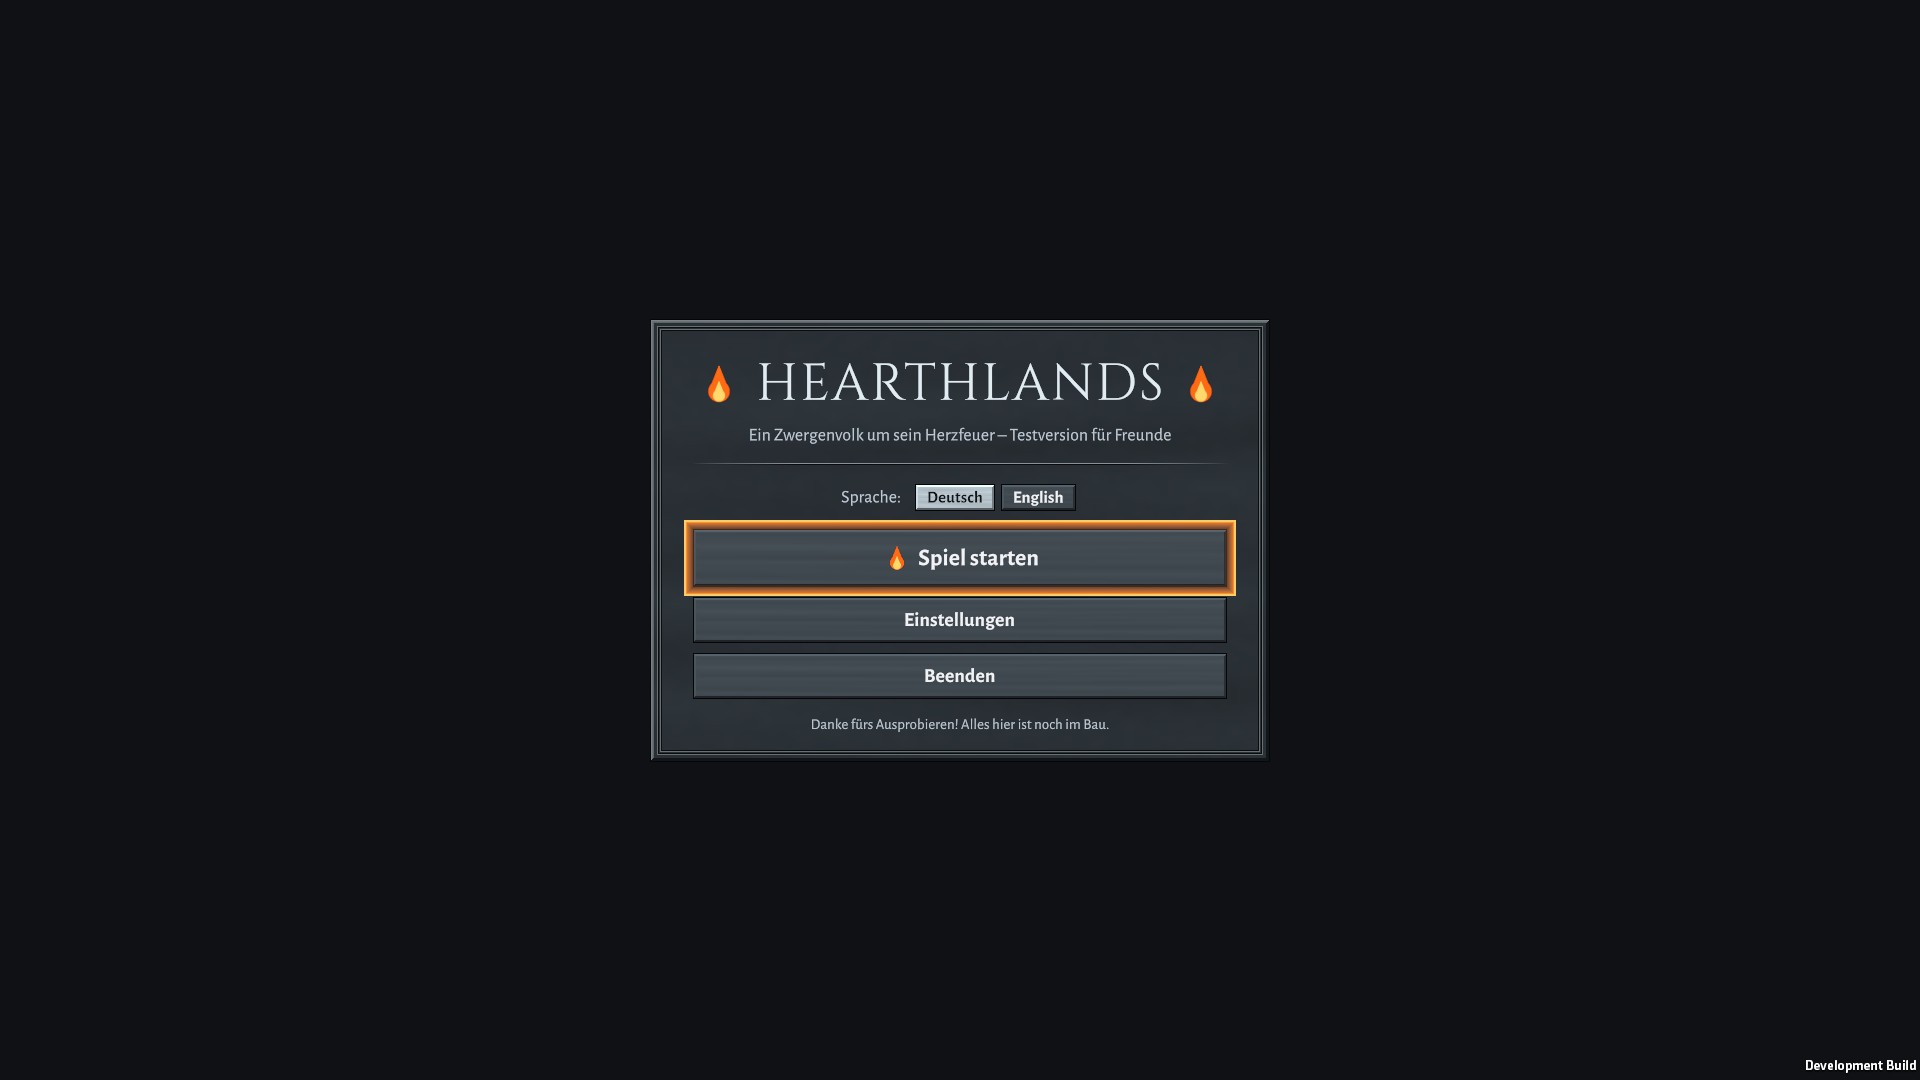 HEARTHLANDS
Ein Zwergenvolk um sein Herzfeuer – Testversion für Freunde
Sprache: Deutsch English
Spiel starten
Einstellungen
Beenden
Danke fürs Ausprobieren! Alles hier ist noch im Bau.
Development Build